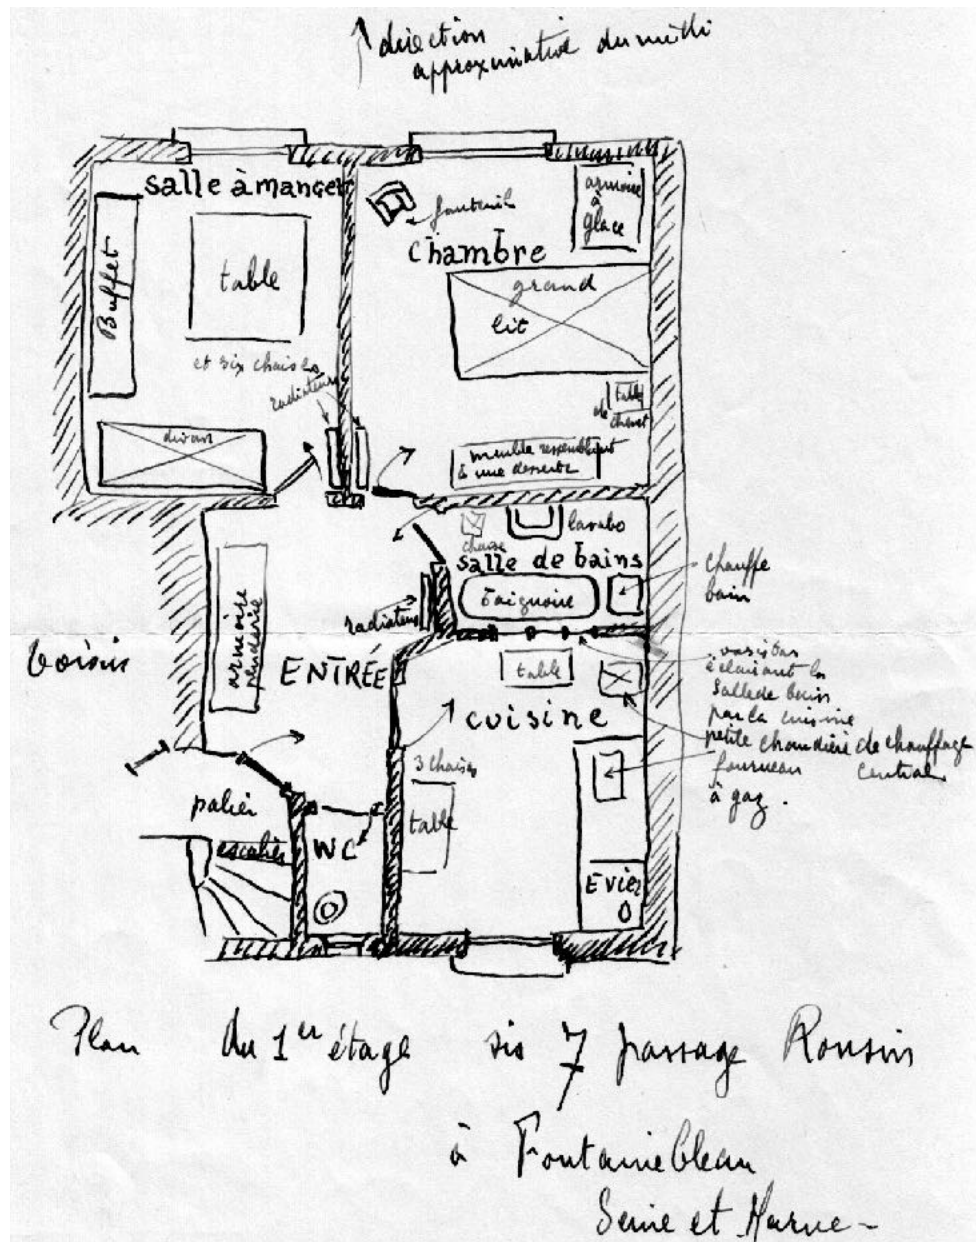 direction
approximative du midi
salle à manger
fauteuil
armoire
à
glace
chambre
Buffet
table
grand
lit
et six chaises
radiateurs
table
de chevet
divan
meuble ressemblant
à une desserte
chaise
lavabo
salle de bains
chauffe
bain
baignoire
radiateur
armoire
penderie
voisin
ENTRÉE
table
vasistas
éclairant la
salle de bain
par la cuisine
cuisine
petite chaudière de chauffage
central
fourneau
à gaz.
3 chaises
table
palier
escalier
WC
Evier
Plan du 1er étage sis 7 passage Ronsin
à Fontainebleau
Seine et Marne -